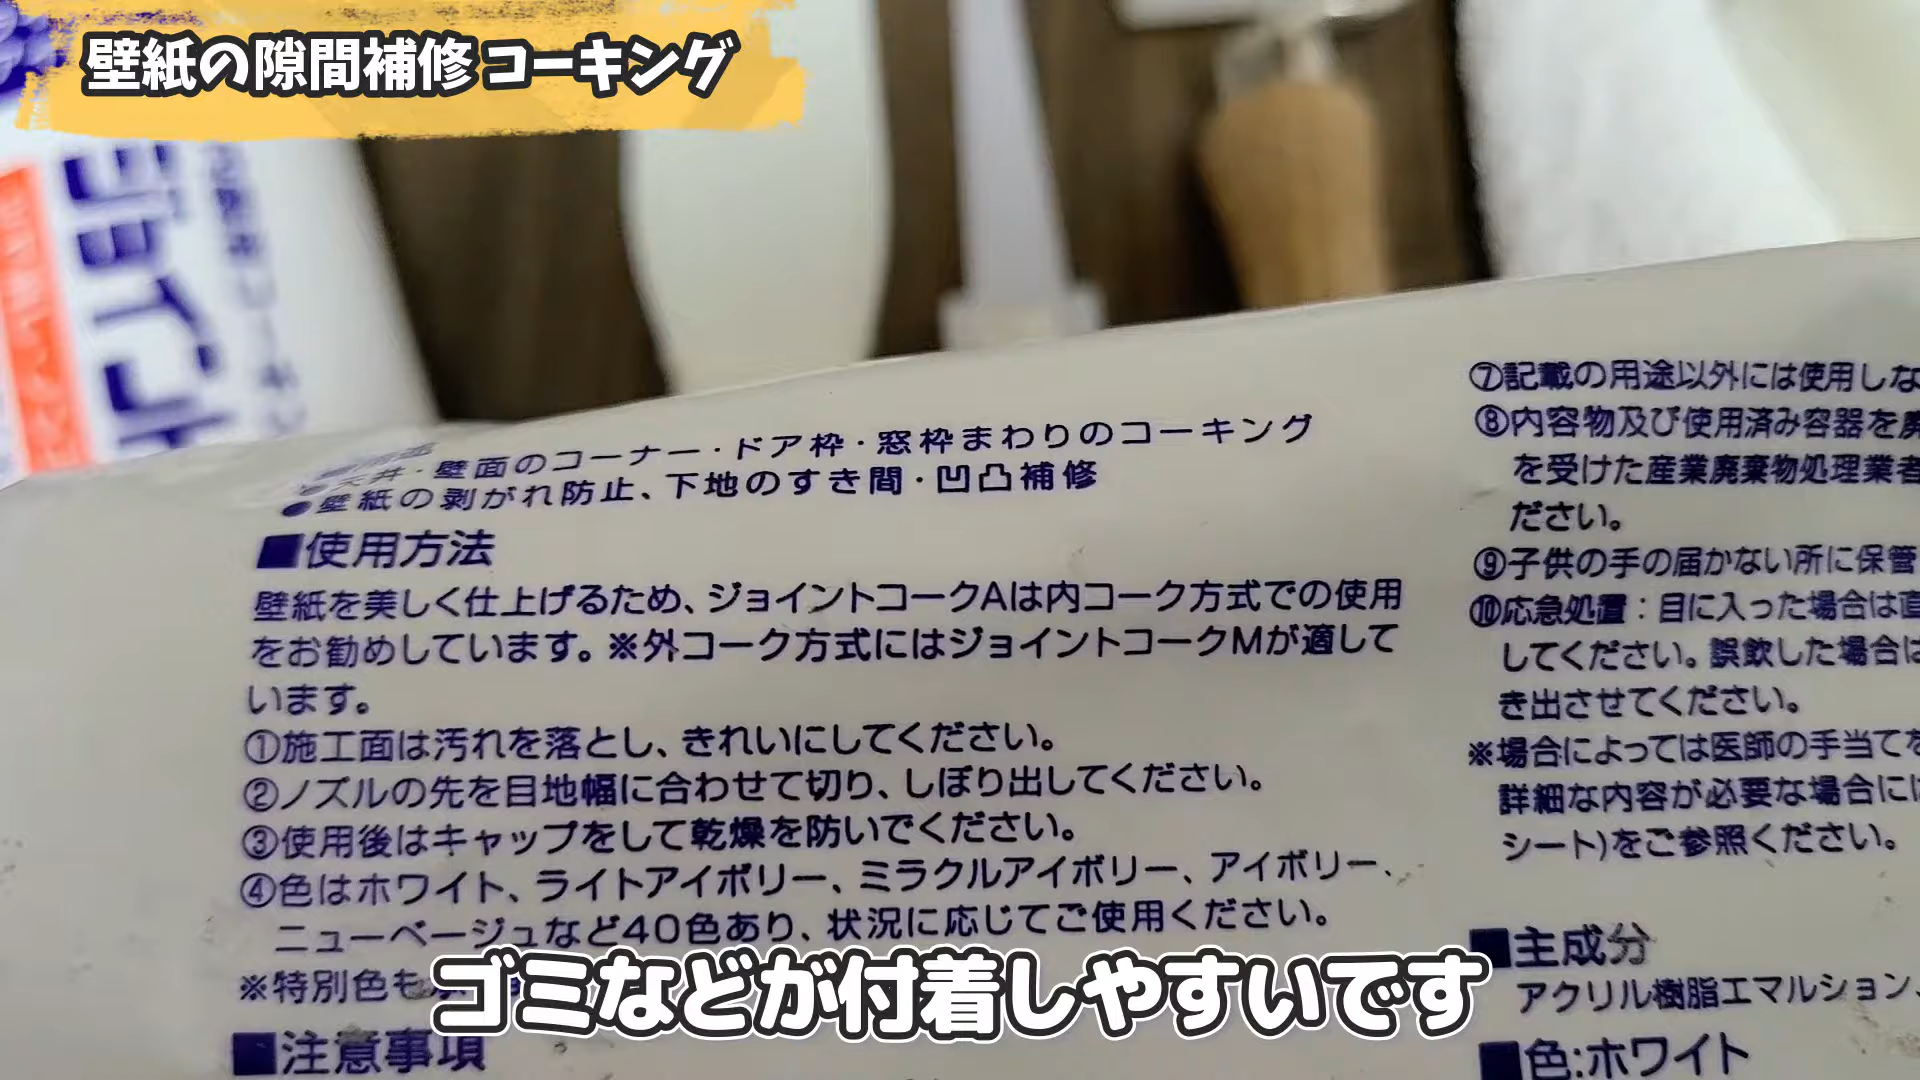 壁紙の隙間補修 コーキング
ジョイント
天井・壁面のコーナー・ドア枠・窓枠まわりのコーキング
●壁紙の剥がれ防止、下地のすき間・凹凸補修
■使用方法
壁紙を美しく仕上げるため、ジョイントコークAは内コーク方式での使用
をお勧めしています。※外コーク方式にはジョイントコークMが適して
います。
①施工面は汚れを落とし、きれいにしてください。
②ノズルの先を目地幅に合わせて切り、しぼり出してください。
③使用後はキャップをして乾燥を防いでください。
④色はホワイト、ライトアイボリー、ミラクルアイボリー、アイボリー、
ニューベージュなど40色あり、状況に応じてご使用ください。
※特別色も
■注意事項
⑦記載の用途以外には使用しな
⑧内容物及び使用済み容器を廃
を受けた産業廃棄物処理業者
ださい。
⑨子供の手の届かない所に保管
⑩応急処置：目に入った場合は直
してください。誤飲した場合は
き出させてください。
※場合によっては医師の手当てを
詳細な内容が必要な場合には
シート)をご参照ください。
■主成分
アクリル樹脂エマルション、
■色:ホワイト
ゴミなどが付着しやすいです